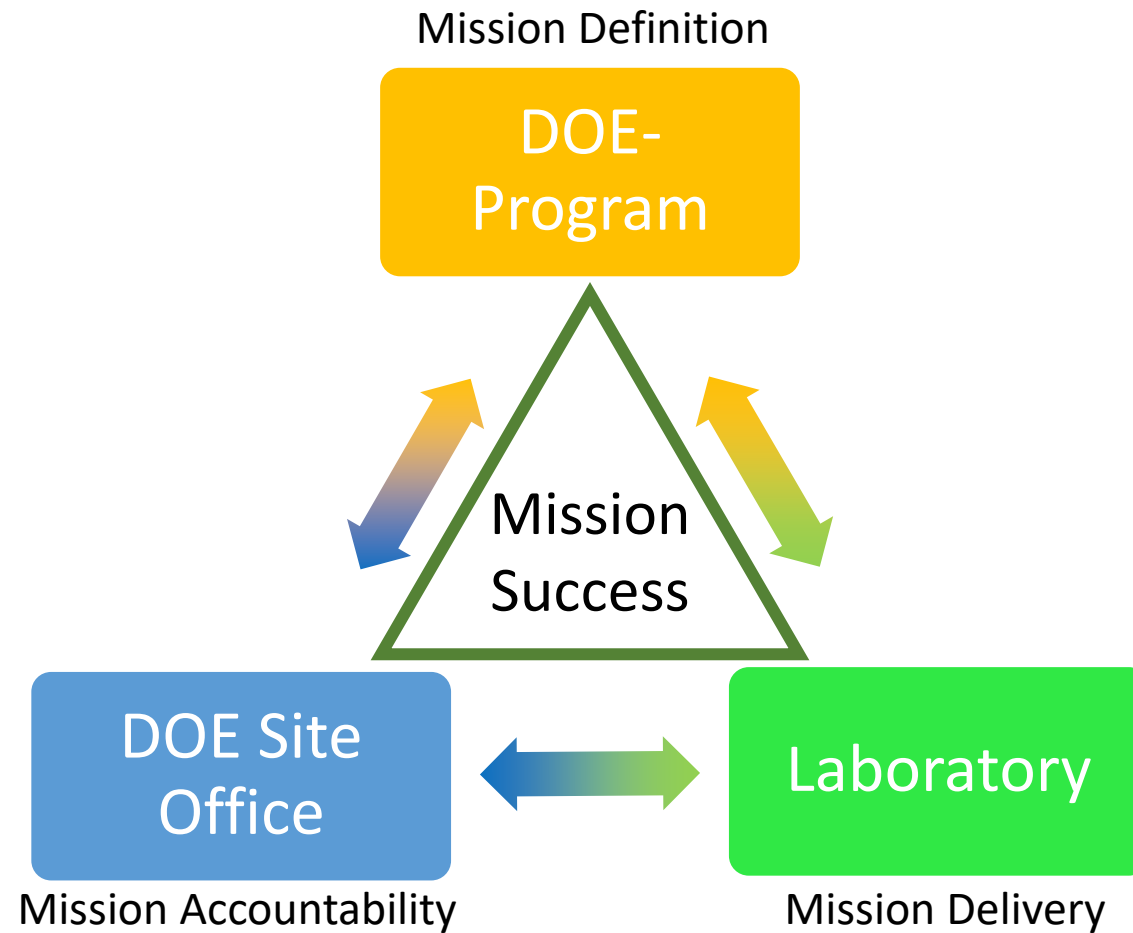 Mission Definition
DOE-
Program
Mission
Success
DOE Site
Office
Laboratory
Mission Accountability
Mission Delivery